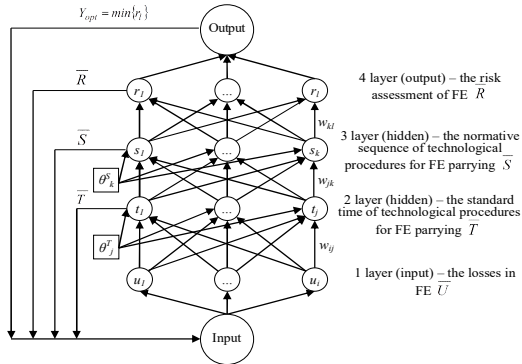 Y_opt = min{r_l}
Output
R̅
r_1
...
r_l
4 layer (output) – the risk
assessment of FE R̅
w_kl
S̅
s_1
...
s_k
3 layer (hidden) – the normative
sequence of technological
procedures for FE parrying S̅
θ^S_k
w_jk
T̅
t_1
...
t_j
2 layer (hidden) – the standard
time of technological procedures
for FE parrying T̅
θ^T_j
w_ij
u_1
...
u_i
1 layer (input) – the losses in
FE U̅
Input